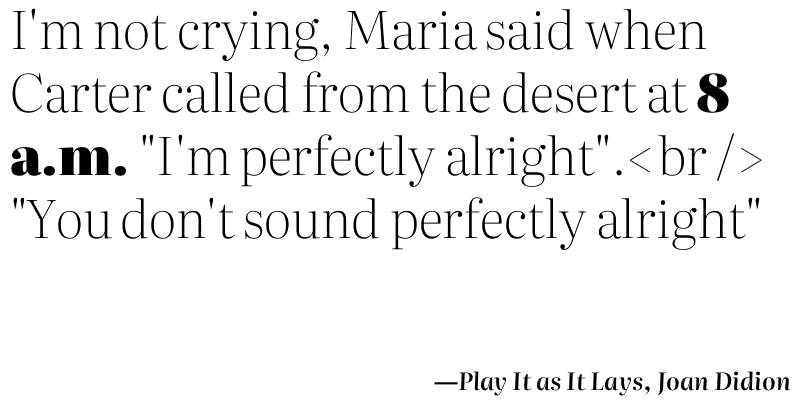 I'm not crying, Maria said when
Carter called from the desert at 8
a.m. "I'm perfectly alright".<br />
"You don't sound perfectly alright"
—Play It as It Lays, Joan Didion